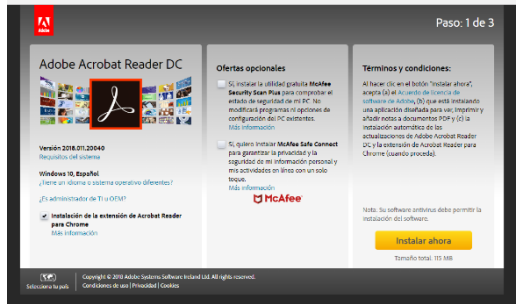 Adobe
Paso: 1 de 3
Adobe Acrobat Reader DC
Versión 2018.011.20040
Requisitos del sistema
Windows 10, Español
¿Tiene un idioma o sistema operativo diferentes?
¿Es administrador de TI u OEM?
Instalación de la extensión de Acrobat Reader
para Chrome
Más información
Ofertas opcionales
Sí, instalar la utilidad gratuita McAfee
Security Scan Plus para comprobar el
estado de seguridad de mi PC. No
modificará programas ni opciones de
configuración del PC existentes.
Más información
Sí, quiero instalar McAfee Safe Connect
para garantizar la privacidad y la
seguridad de mi información personal y
mis actividades en línea con un solo
toque.
Más información
McAfee
Términos y condiciones:
Al hacer clic en el botón "Instalar ahora",
acepta (a) el Acuerdo de licencia de
software de Adobe, (b) que está instalando
una aplicación diseñada para ver, imprimir y
añadir notas a documentos PDF y (c) la
instalación automática de las
actualizaciones de Adobe Acrobat Reader
DC y la extensión de Acrobat Reader para
Chrome (cuando proceda).
Nota: Su software antivirus debe permitir la
instalación del software.
Instalar ahora
Tamaño total: 115 MB
Selecciona tu país
Copyright © 2010 Adobe Systems Software Ireland Ltd. All rights reserved.
Condiciones de uso | Privacidad | Cookies